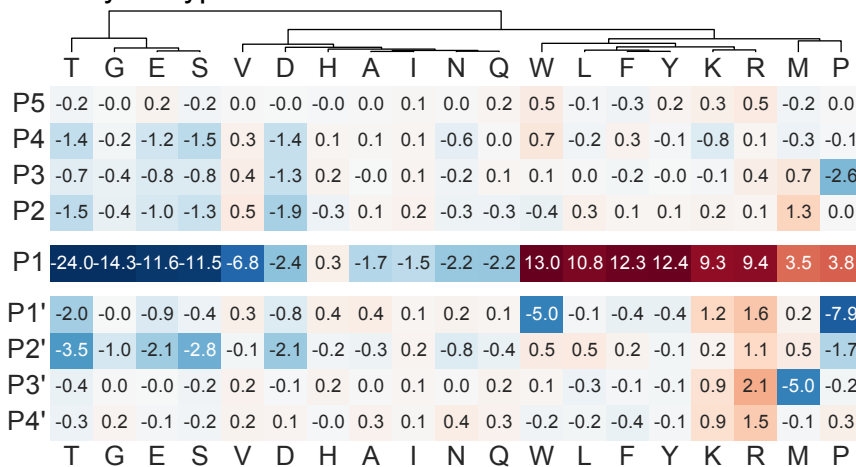 T G E S V D H A I N Q W L F Y K R M P
P5 -0.2 -0.0 0.2 -0.2 0.0 -0.0 -0.0 0.0 0.1 0.0 0.2 0.5 -0.1 -0.3 0.2 0.3 0.5 -0.2 0.0
P4 -1.4 -0.2 -1.2 -1.5 0.3 -1.4 0.1 0.1 0.1 -0.6 0.0 0.7 -0.2 0.3 -0.1 -0.8 0.1 -0.3 -0.1
P3 -0.7 -0.4 -0.8 -0.8 0.4 -1.3 0.2 -0.0 0.1 -0.2 0.1 0.1 0.0 -0.2 -0.0 -0.1 0.4 0.7 -2.6
P2 -1.5 -0.4 -1.0 -1.3 0.5 -1.9 -0.3 0.1 0.2 -0.3 -0.3 -0.4 0.3 0.1 0.1 0.2 0.1 1.3 0.0
P1 -24.0 -14.3 -11.6 -11.5 -6.8 -2.4 0.3 -1.7 -1.5 -2.2 -2.2 13.0 10.8 12.3 12.4 9.3 9.4 3.5 3.8
P1' -2.0 -0.0 -0.9 -0.4 0.3 -0.8 0.4 0.4 0.1 0.2 0.1 -5.0 -0.1 -0.4 -0.4 1.2 1.6 0.2 -7.9
P2' -3.5 -1.0 -2.1 -2.8 -0.1 -2.1 -0.2 -0.3 0.2 -0.8 -0.4 0.5 0.5 0.2 -0.1 0.2 1.1 0.5 -1.7
P3' -0.4 0.0 -0.0 -0.2 0.2 -0.1 0.2 0.0 0.1 0.0 0.2 0.1 -0.3 -0.1 -0.1 0.9 2.1 -5.0 -0.2
P4' -0.3 0.2 -0.1 -0.2 0.2 0.1 -0.0 0.3 0.1 0.4 0.3 -0.2 -0.2 -0.4 -0.1 0.9 1.5 -0.1 0.3
T G E S V D H A I N Q W L F Y K R M P